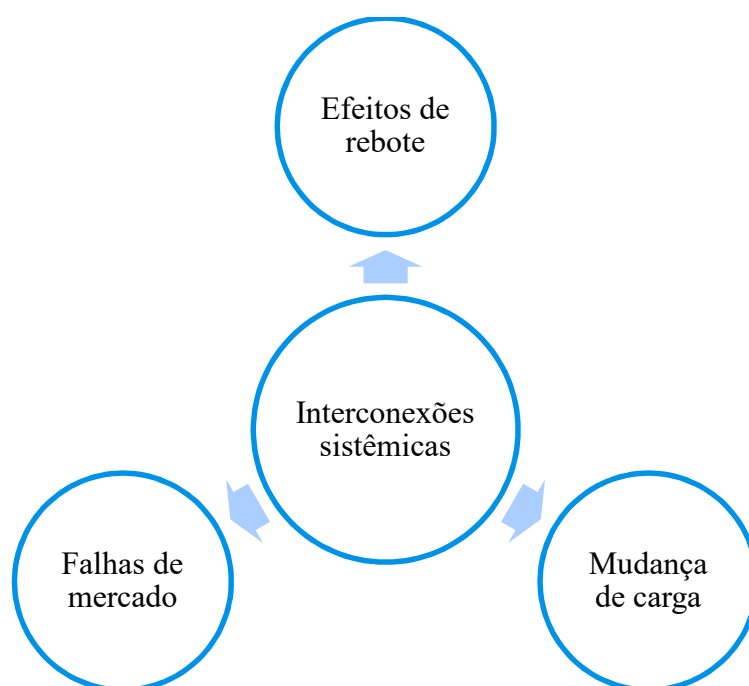 Efeitos de
rebote
Interconexões
sistêmicas
Falhas de
mercado
Mudança
de carga